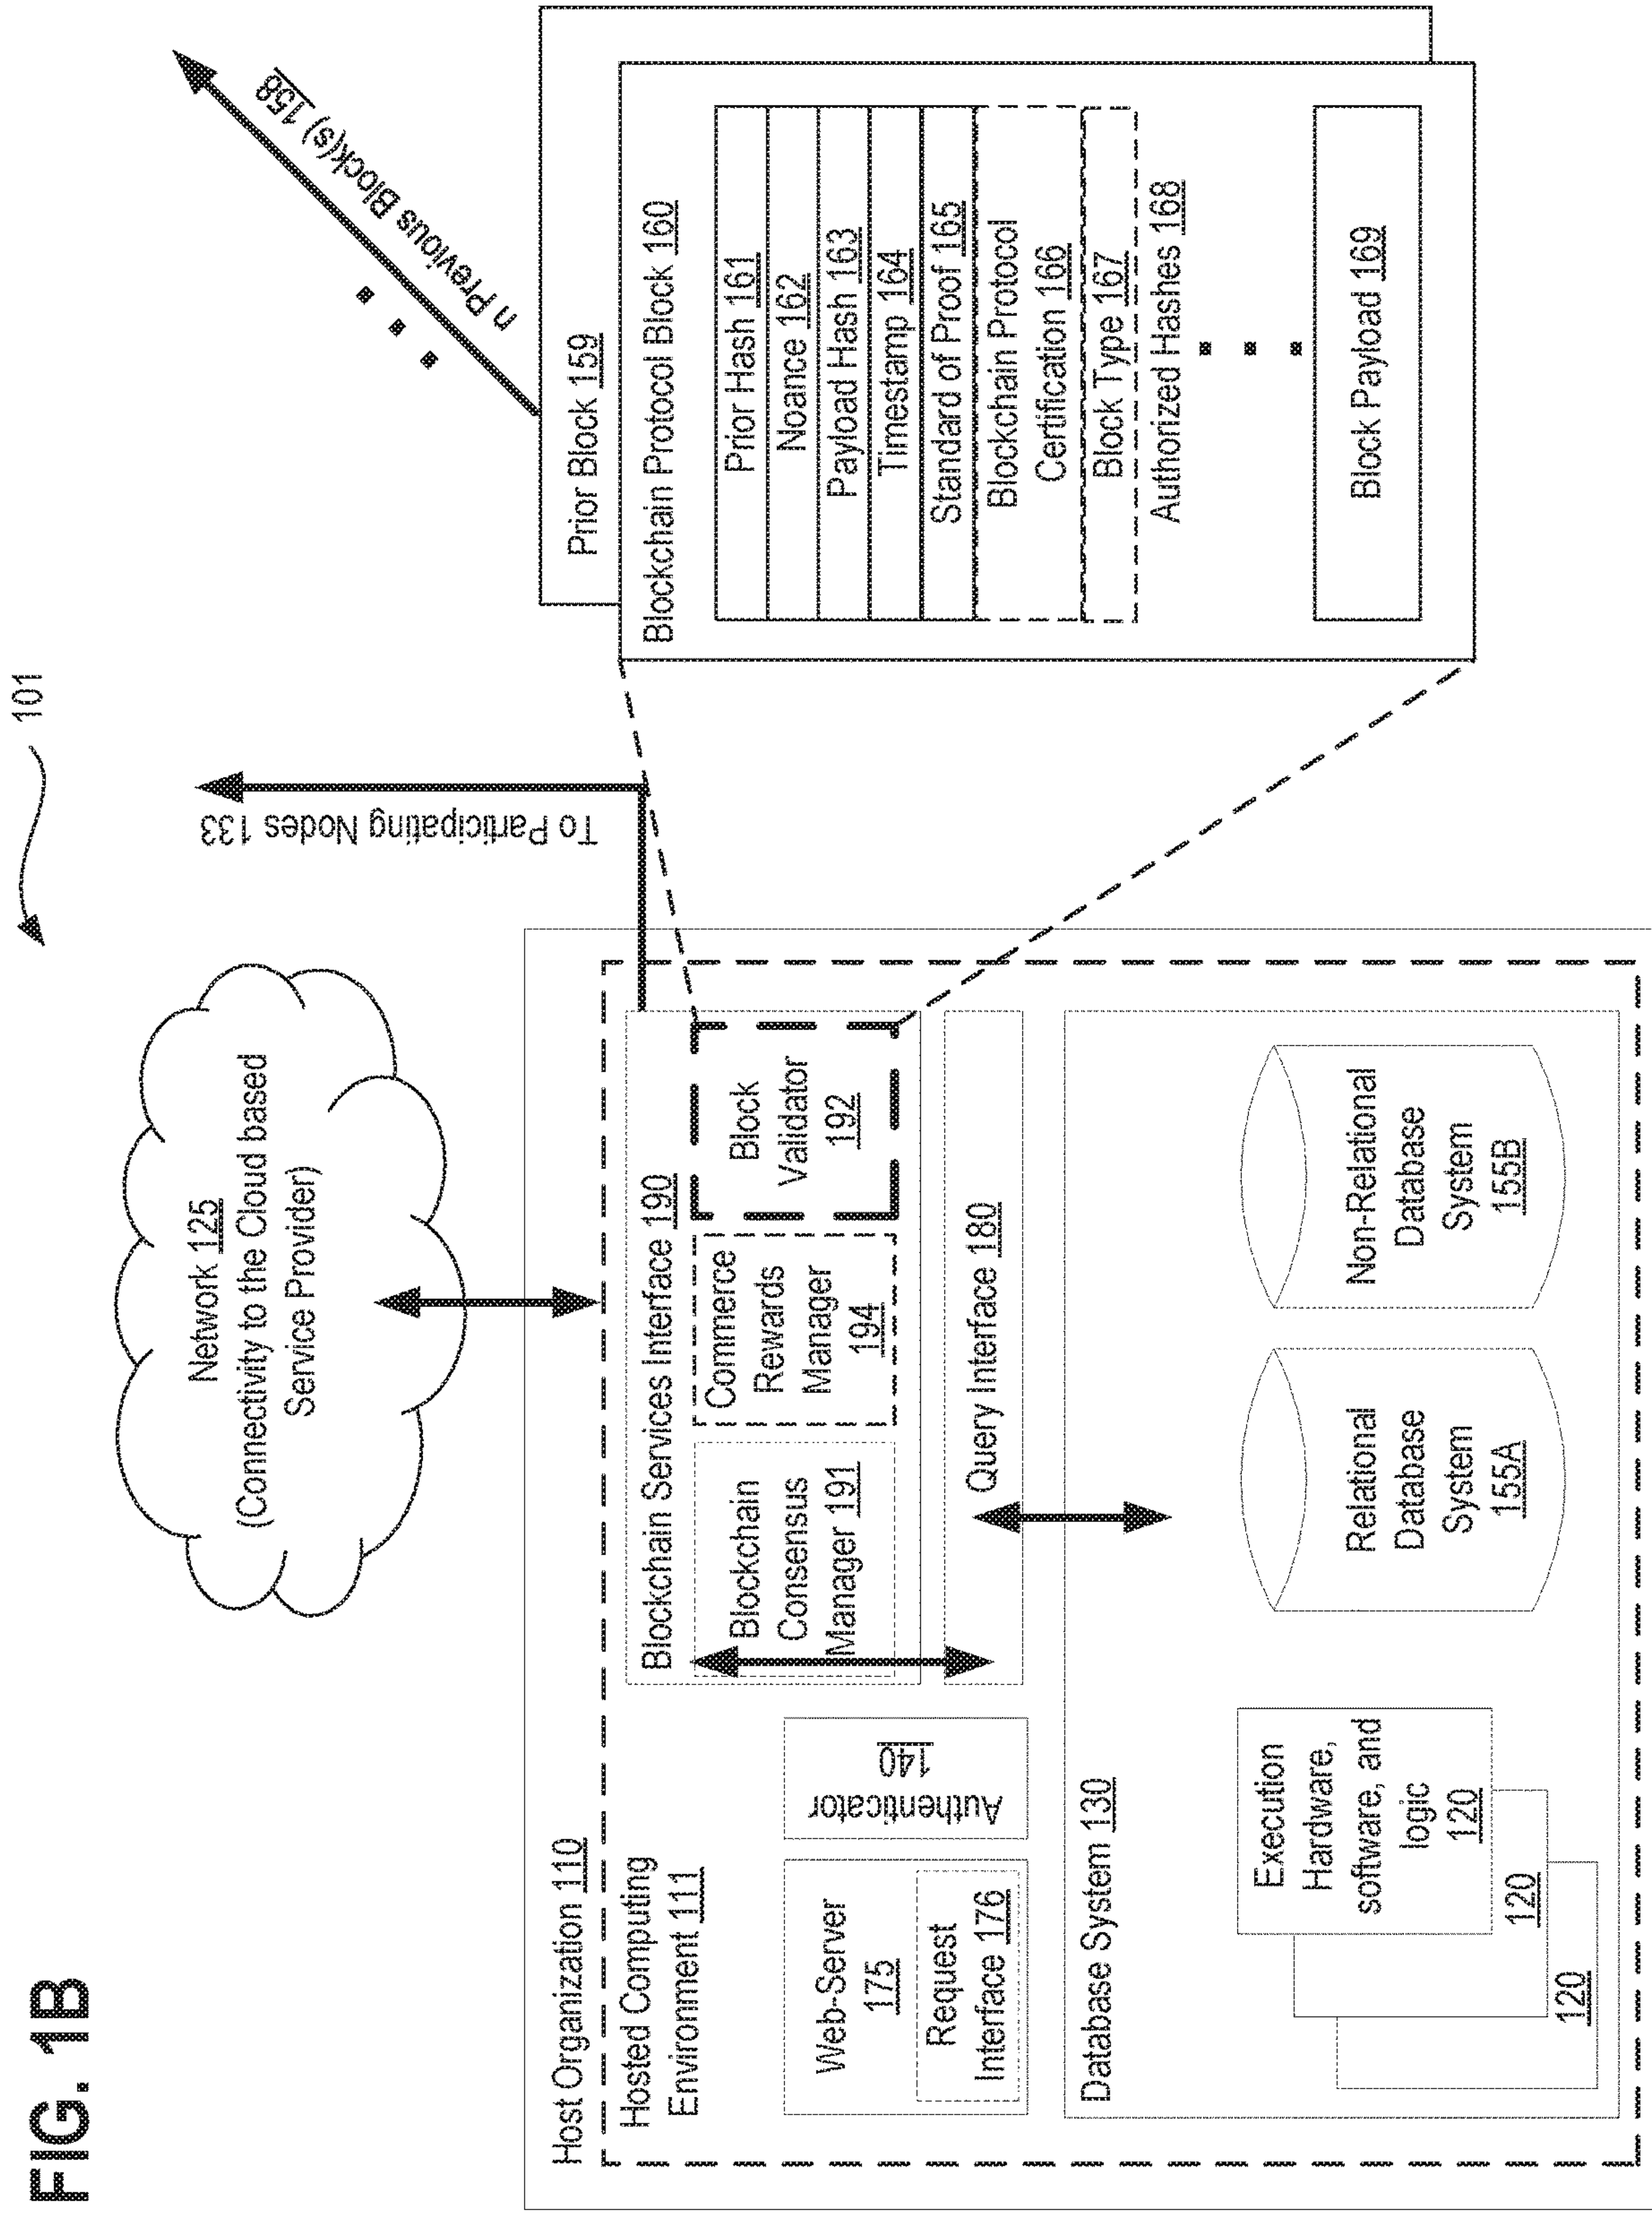 FIG. 1B
101
Network 125
(Connectivity to the Cloud based
Service Provider)
To Participating Nodes 133
n Previous Block(s) 158
Host Organization 110
Hosted Computing
Environment 111
Web-Server
175
Request
Interface 176
Authenticator
140
Blockchain Services Interface 190
Blockchain
Consensus
Manager 191
Commerce
Rewards
Manager
194
Block
Validator
192
Query Interface 180
Database System 130
Execution
Hardware,
software, and
logic
120
120
120
Relational
Database
System
155A
Non-Relational
Database
System
155B
Prior Block 159
Blockchain Protocol Block 160
Prior Hash 161
Noance 162
Payload Hash 163
Timestamp 164
Standard of Proof 165
Blockchain Protocol
Certification 166
Block Type 167
Authorized Hashes 168
Block Payload 169